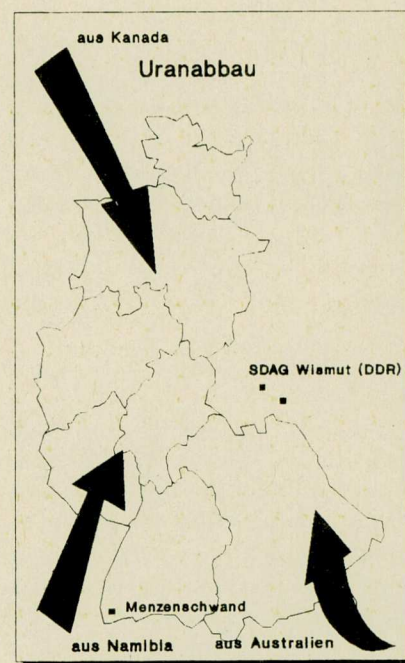 aus Kanada
Uranabbau
SDAG Wismut (DDR)
Menzenschwand
aus Namibia
aus Australien